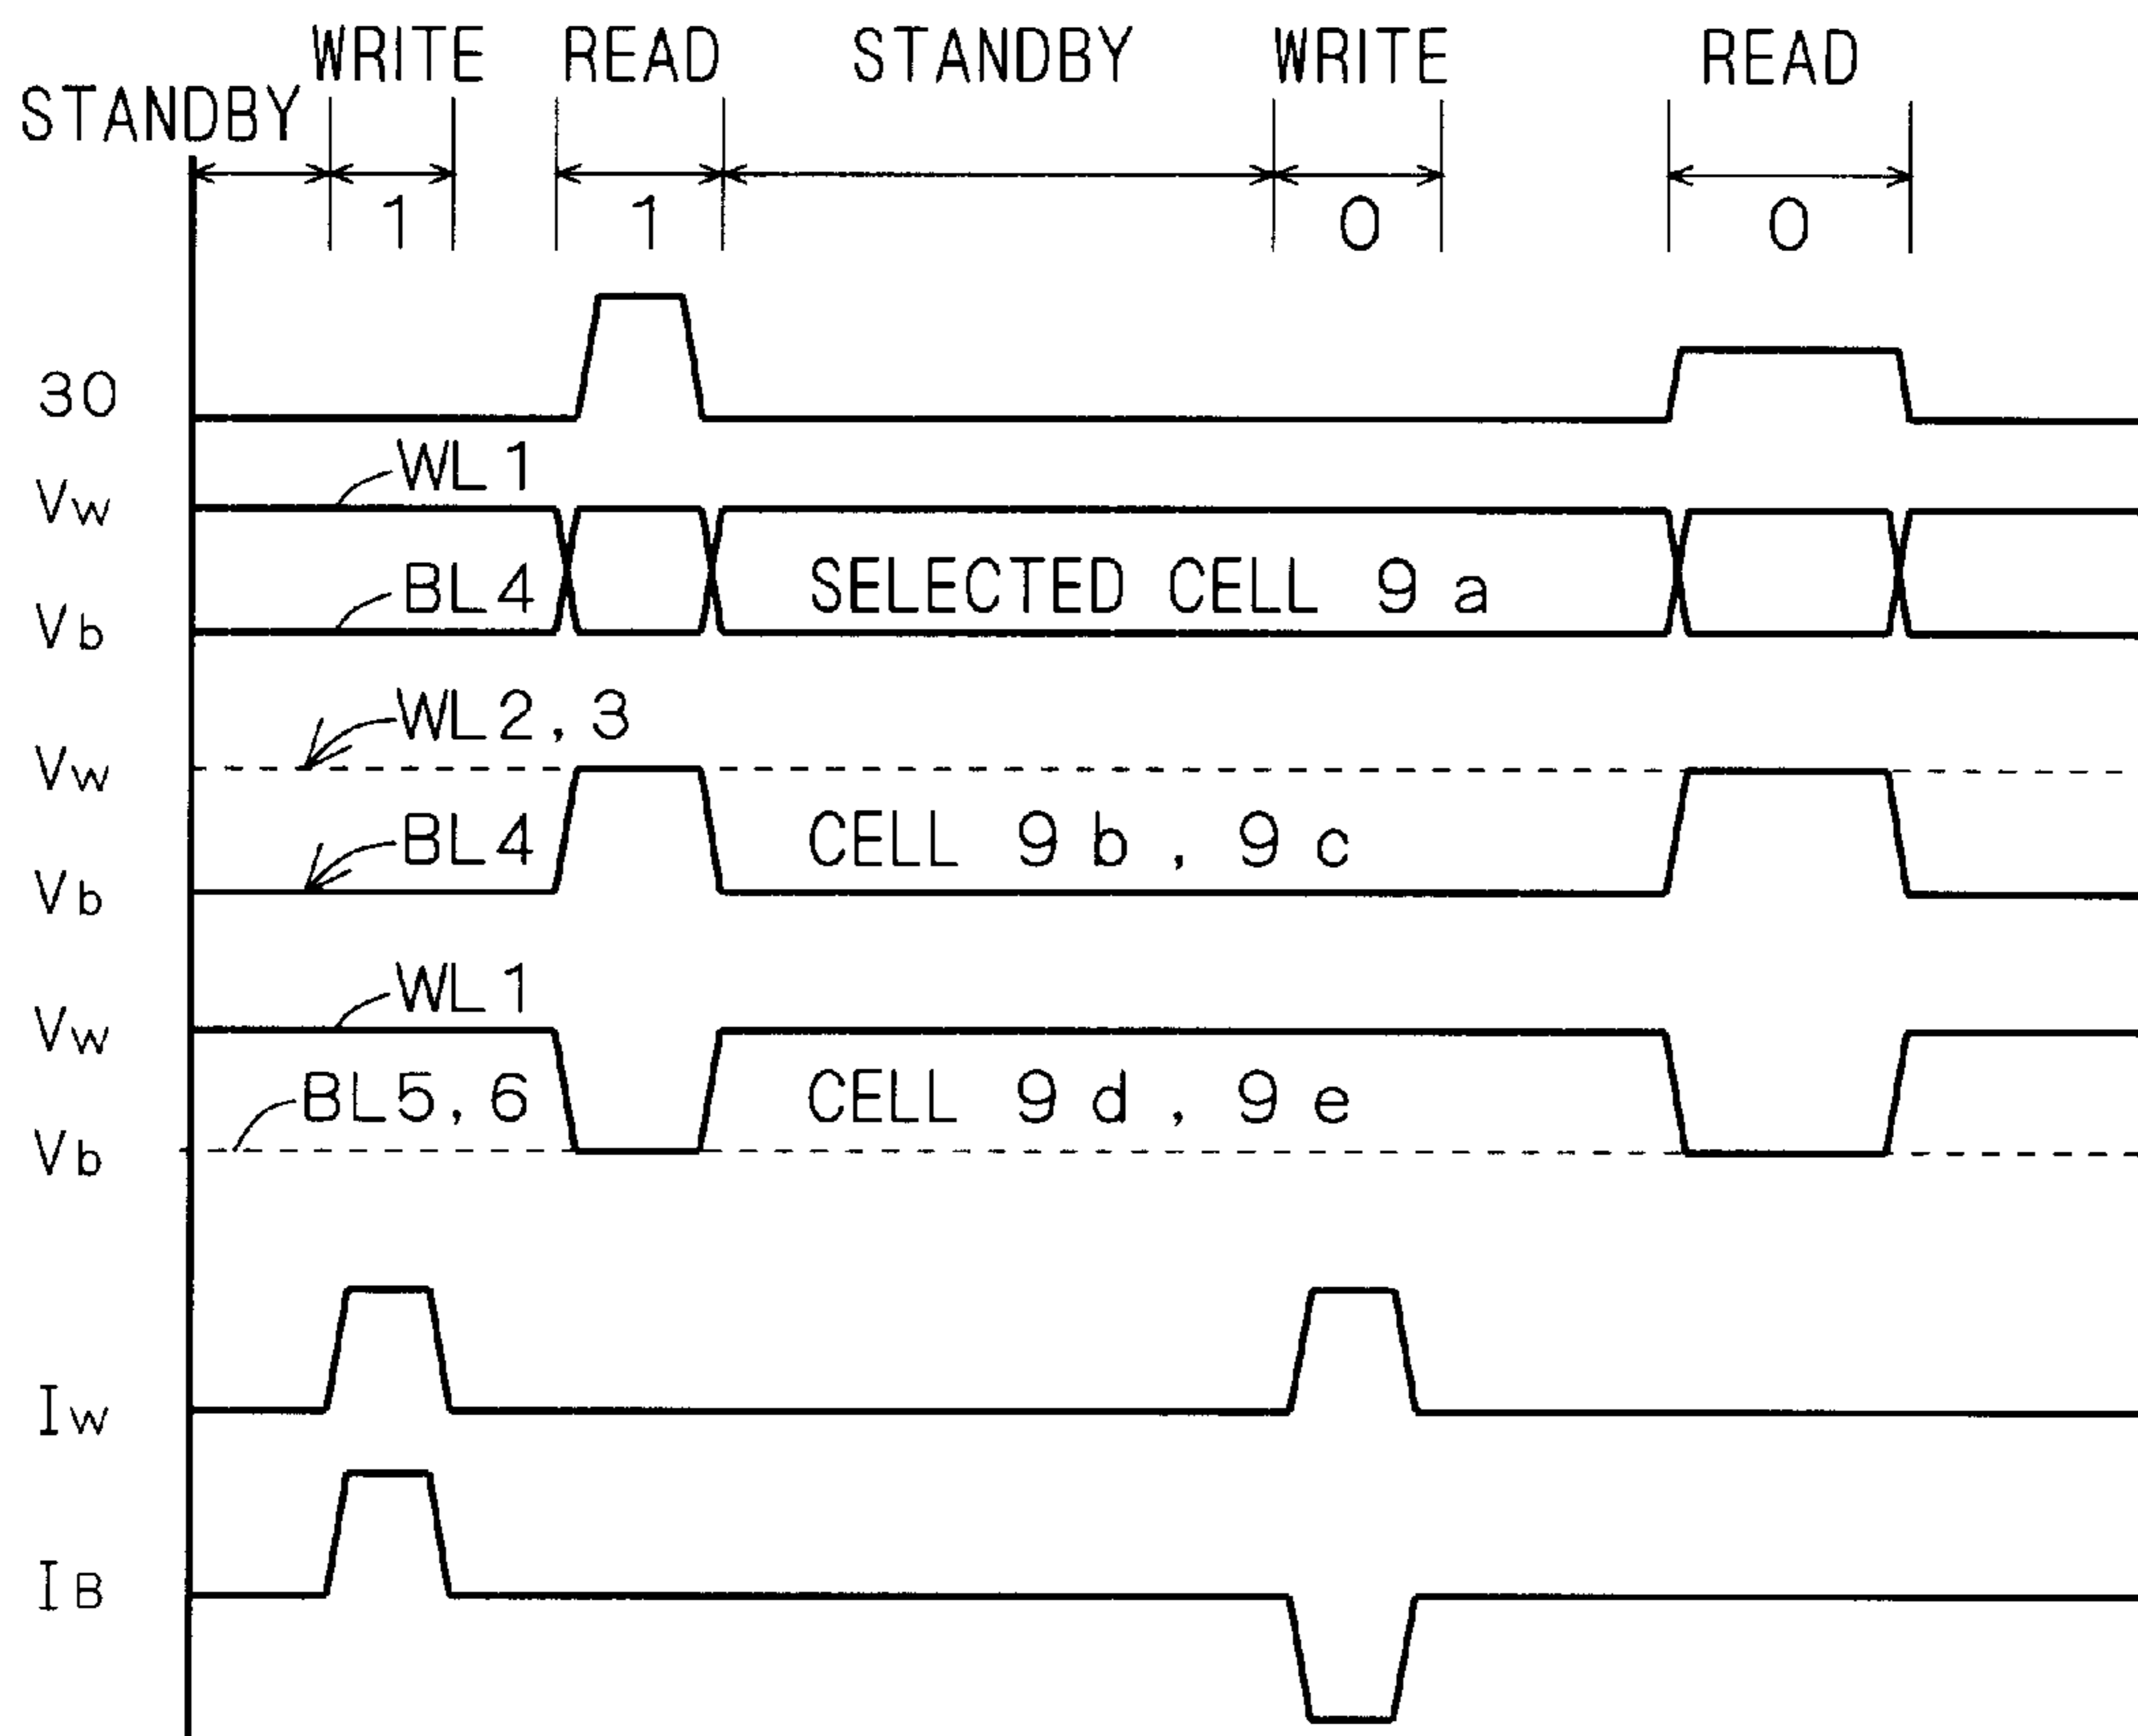 WRITE READ STANDBY WRITE READ
STANDBY
1 1 0 0
30
WL1
Vw
BL4 SELECTED CELL 9a
Vb
WL2,3
Vw
BL4 CELL 9b, 9c
Vb
WL1
Vw
BL5,6 CELL 9d, 9e
Vb
Iw
IB